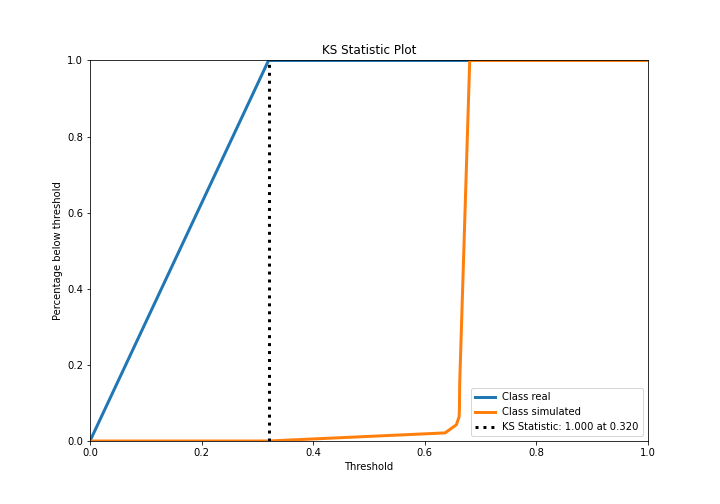 KS Statistic Plot
1.0
0.8
0.6
0.4
0.2
0.0
Percentage below threshold
Class real
Class simulated
KS Statistic: 1.000 at 0.320
0.0 0.2 0.4 0.6 0.8 1.0
Threshold